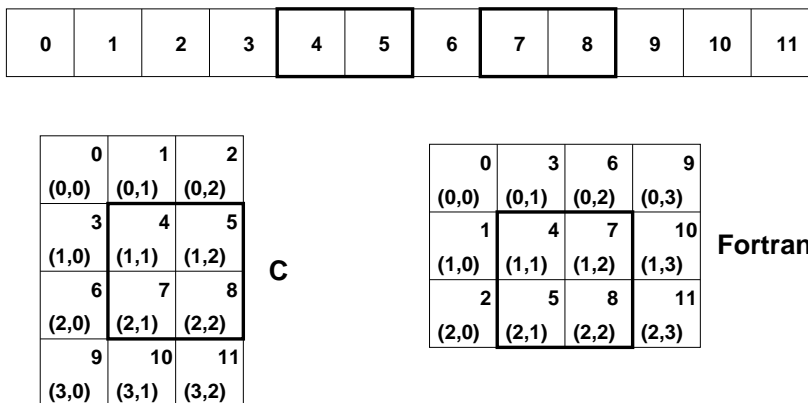 0 1 2 3 4 5 6 7 8 9 10 11
0 1 2
(0,0) (0,1) (0,2)
3 4 5
(1,0) (1,1) (1,2)
6 7 8
(2,0) (2,1) (2,2)
9 10 11
(3,0) (3,1) (3,2)
C
0 3 6 9
(0,0) (0,1) (0,2) (0,3)
1 4 7 10
(1,0) (1,1) (1,2) (1,3)
2 5 8 11
(2,0) (2,1) (2,2) (2,3)
Fortran